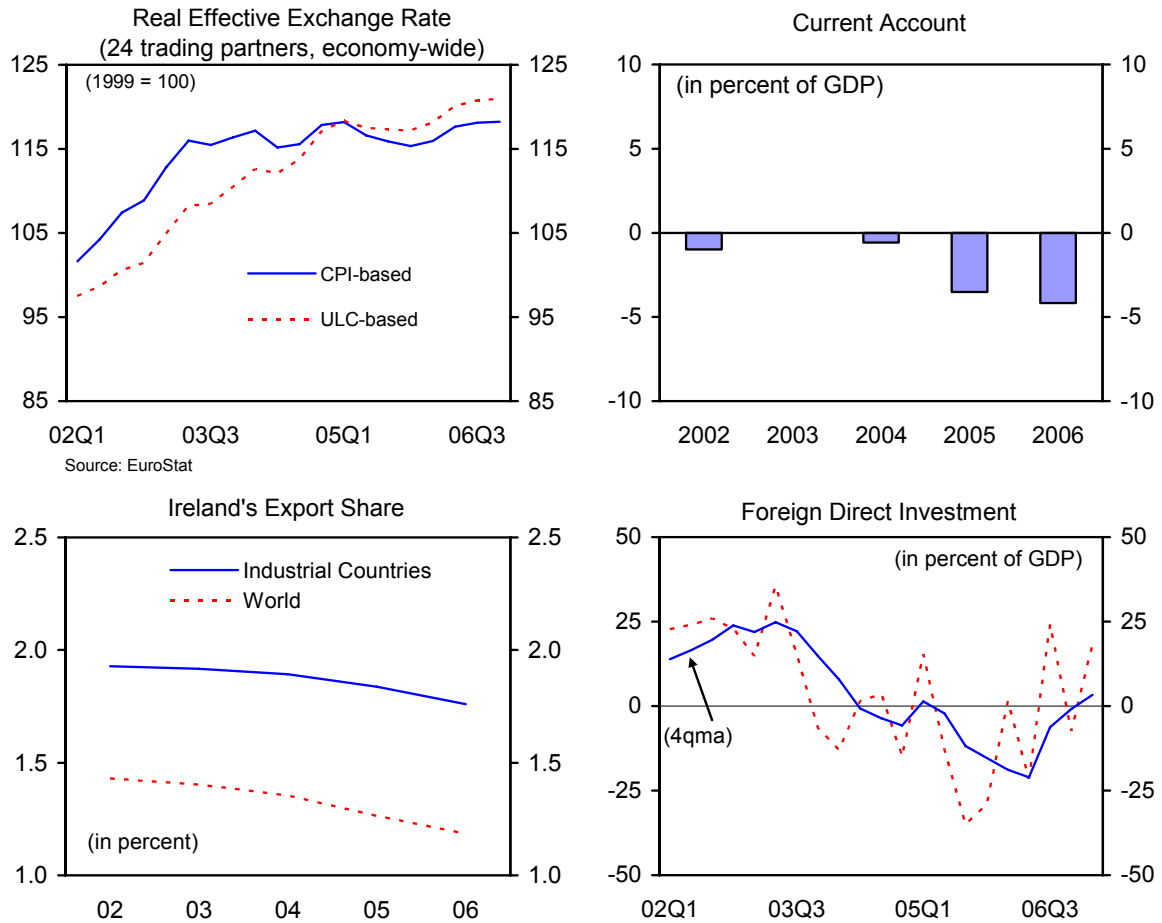 Real Effective Exchange Rate
(24 trading partners, economy-wide)
125
115
105
95
85
(1999 = 100)
CPI-based
ULC-based
125
115
105
95
85
02Q1 03Q3 05Q1 06Q3
Source: EuroStat
Current Account
10
5
0
-5
-10
(in percent of GDP)
10
5
0
-5
-10
2002 2003 2004 2005 2006
Ireland's Export Share
2.5
2.0
1.5
1.0
Industrial Countries
World
(in percent)
2.5
2.0
1.5
1.0
02 03 04 05 06
Foreign Direct Investment
50
25
0
-25
-50
(in percent of GDP)
(4qma)
50
25
0
-25
-50
02Q1 03Q3 05Q1 06Q3